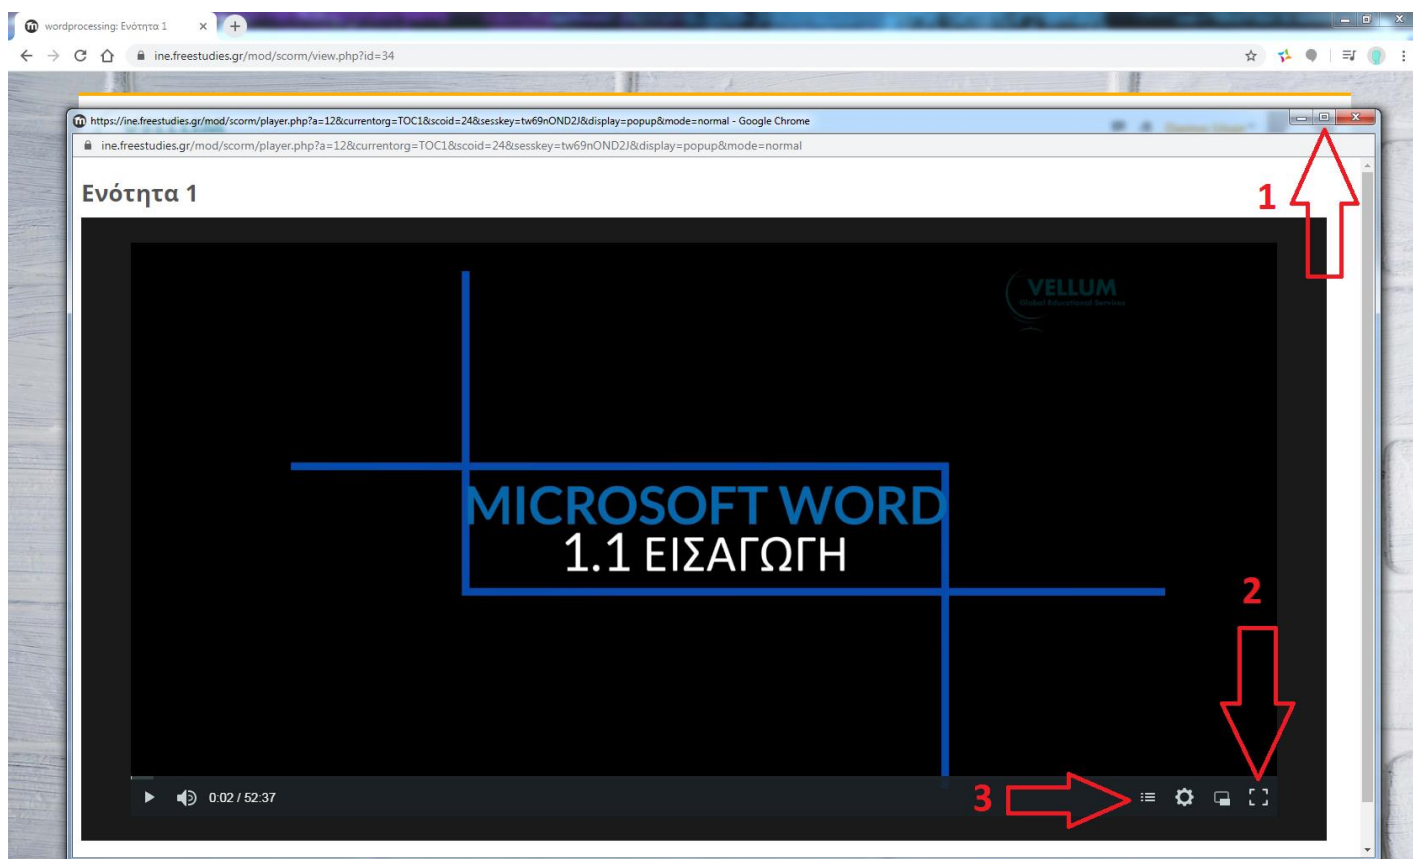 wordprocessing: Ενότητα 1
ine.freestudies.gr/mod/scorm/view.php?id=34
https://ine.freestudies.gr/mod/scorm/player.php?a=12&currentorg=TOC1&scoid=24&sesskey=tw69nOND2J&display=popup&mode=normal - Google Chrome
ine.freestudies.gr/mod/scorm/player.php?a=12&currentorg=TOC1&scoid=24&sesskey=tw69nOND2J&display=popup&mode=normal
Ενότητα 1
1
VELLUM
Global Educational Services
MICROSOFT WORD
1.1 ΕΙΣΑΓΩΓΗ
2
3
0:02 / 52:37